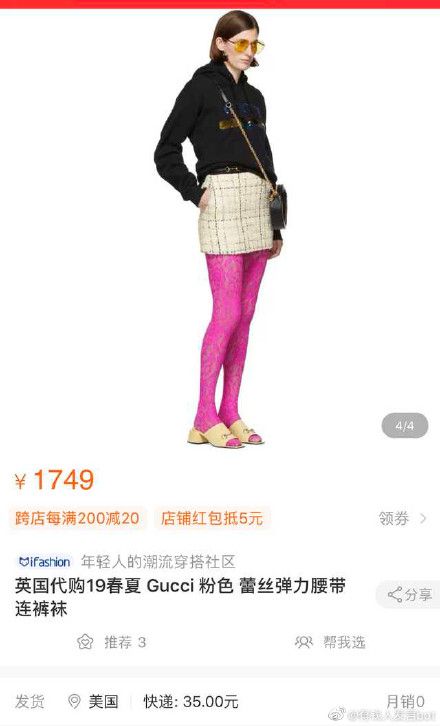 4/4
¥ 1749
跨店每满200减20 店铺红包抵5元 领券
ifashion 年轻人的潮流穿搭社区
英国代购19春夏 Gucci 粉色 蕾丝弹力腰带
连裤袜
分享
推荐 3 帮我选
发货 美国 快递: 35.00元 月销0